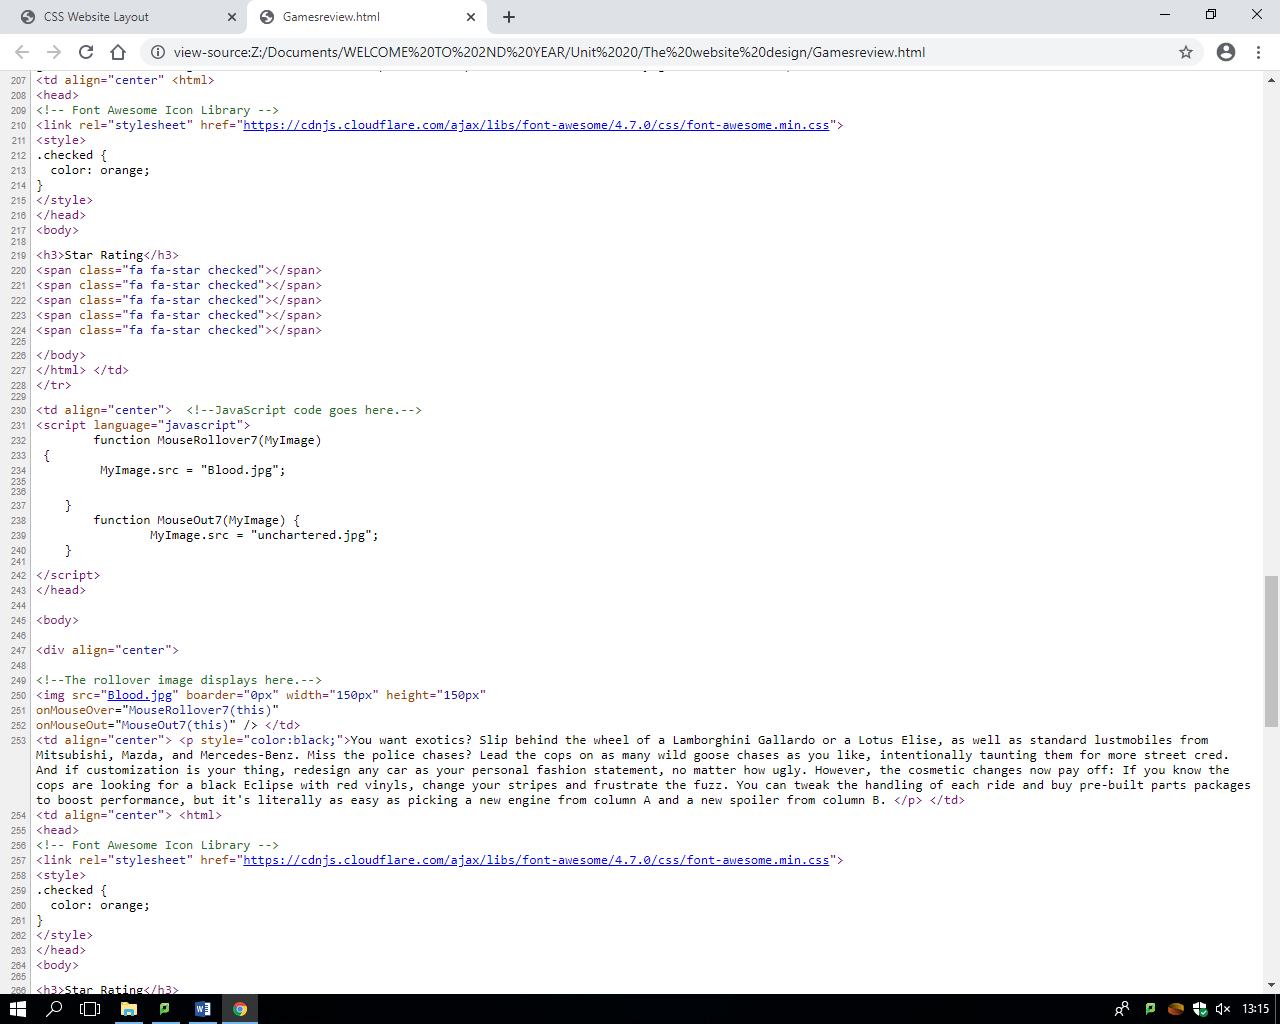 CSS Website Layout
Gamesreview.html
view-source:Z:/Documents/WELCOME%20TO%202ND%20YEAR/Unit%2020/The%20website%20design/Gamesreview.html
207 <td align="center" <html>
208 <head>
209 <!-- Font Awesome Icon Library -->
210 <link rel="stylesheet" href="https://cdnjs.cloudflare.com/ajax/libs/font-awesome/4.7.0/css/font-awesome.min.css">
211 <style>
212 .checked {
213 color: orange;
214 }
215 </style>
216 </head>
217 <body>
218
219 <h3>Star Rating</h3>
220 <span class="fa fa-star checked"></span>
221 <span class="fa fa-star checked"></span>
222 <span class="fa fa-star checked"></span>
223 <span class="fa fa-star checked"></span>
224 <span class="fa fa-star checked"></span>
225
226 </body>
227 </html> </td>
228 </tr>
229
230 <td align="center"> <!--JavaScript code goes here.-->
231 <script language="javascript">
232 function MouseRollover7(MyImage)
233 {
234 MyImage.src = "Blood.jpg";
235
236
237 }
238 function MouseOut7(MyImage) {
239 MyImage.src = "unchartered.jpg";
240 }
241
242 </script>
243 </head>
244
245 <body>
246
247 <div align="center">
248
249 <!--The rollover image displays here.-->
250 <img src="Blood.jpg" boarder="0px" width="150px" height="150px"
251 onMouseOver="MouseRollover7(this)"
252 onMouseOut="MouseOut7(this)" /> </td>
253 <td align="center"> <p style="color:black;">You want exotics? Slip behind the wheel of a Lamborghini Gallardo or a Lotus Elise, as well as standard lustmobiles from
Mitsubishi, Mazda, and Mercedes-Benz. Miss the police chases? Lead the cops on as many wild goose chases as you like, intentionally taunting them for more street cred.
And if customization is your thing, redesign any car as your personal fashion statement, no matter how ugly. However, the cosmetic changes now pay off: If you know the
cops are looking for a black Eclipse with red vinyls, change your stripes and frustrate the fuzz. You can tweak the handling of each ride and buy pre-built parts packages
to boost performance, but it's literally as easy as picking a new engine from column A and a new spoiler from column B. </p> </td>
254 <td align="center"> <html>
255 <head>
256 <!-- Font Awesome Icon Library -->
257 <link rel="stylesheet" href="https://cdnjs.cloudflare.com/ajax/libs/font-awesome/4.7.0/css/font-awesome.min.css">
258 <style>
259 .checked {
260 color: orange;
261 }
262 </style>
263 </head>
264 <body>
265
266 <h3>Star Rating</h3>
13:15